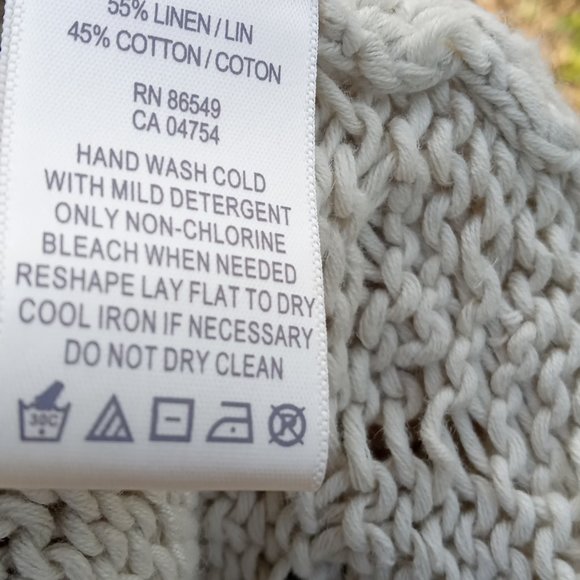 55% LINEN / LIN
45% COTTON / COTON
RN 86549
CA 04754
HAND WASH COLD
WITH MILD DETERGENT
ONLY NON-CHLORINE
BLEACH WHEN NEEDED
RESHAPE LAY FLAT TO DRY
COOL IRON IF NECESSARY
DO NOT DRY CLEAN
30C